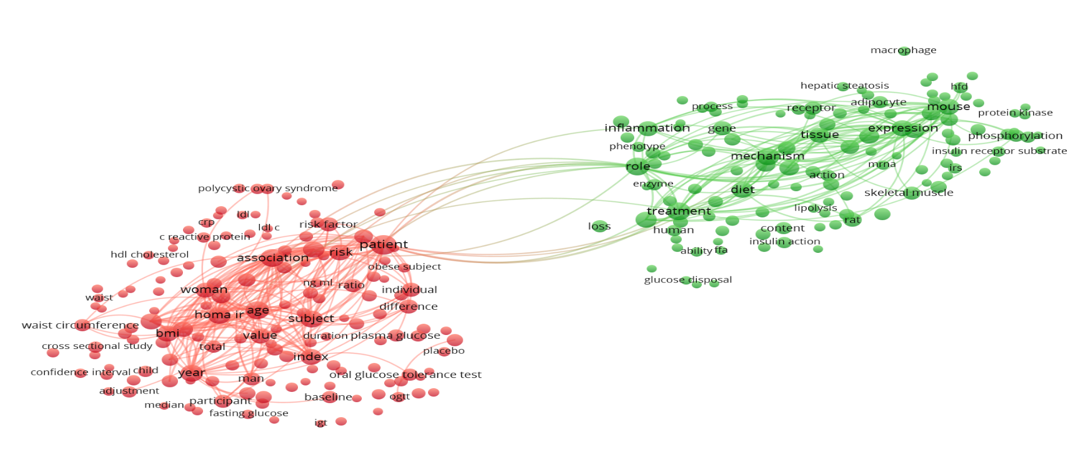 macrophage
hepatic steatosis
hfd
process
receptor
adipocyte
mouse
protein kinase
inflammation
gene
tissue
expression
phosphorylation
phenotype
mechanism
insulin receptor substrate
role
mrna
irs
enzyme
diet
action
skeletal muscle
polycystic ovary syndrome
treatment
lipolysis
rat
ldl
crp
ldl c
risk factor
loss
human
content
c reactive protein
patient
insulin action
hdl cholesterol
association
risk
ability
ffa
obese subject
glucose disposal
waist
woman
ng ml
ratio
individual
homa ir
age
difference
waist circumference
bmi
subject
value
duration
plasma glucose
cross sectional study
total
index
placebo
confidence interval
child
year
man
oral glucose tolerance test
adjustment
median
participant
baseline
ogtt
fasting glucose
igt